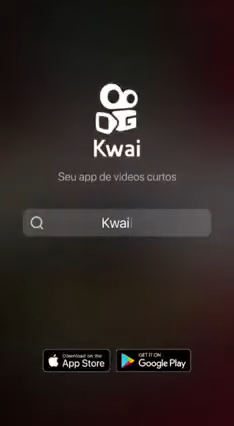 Kwai
Seu app de vídeos curtos
Kwai
Download on the
App Store
GET IT ON
Google Play